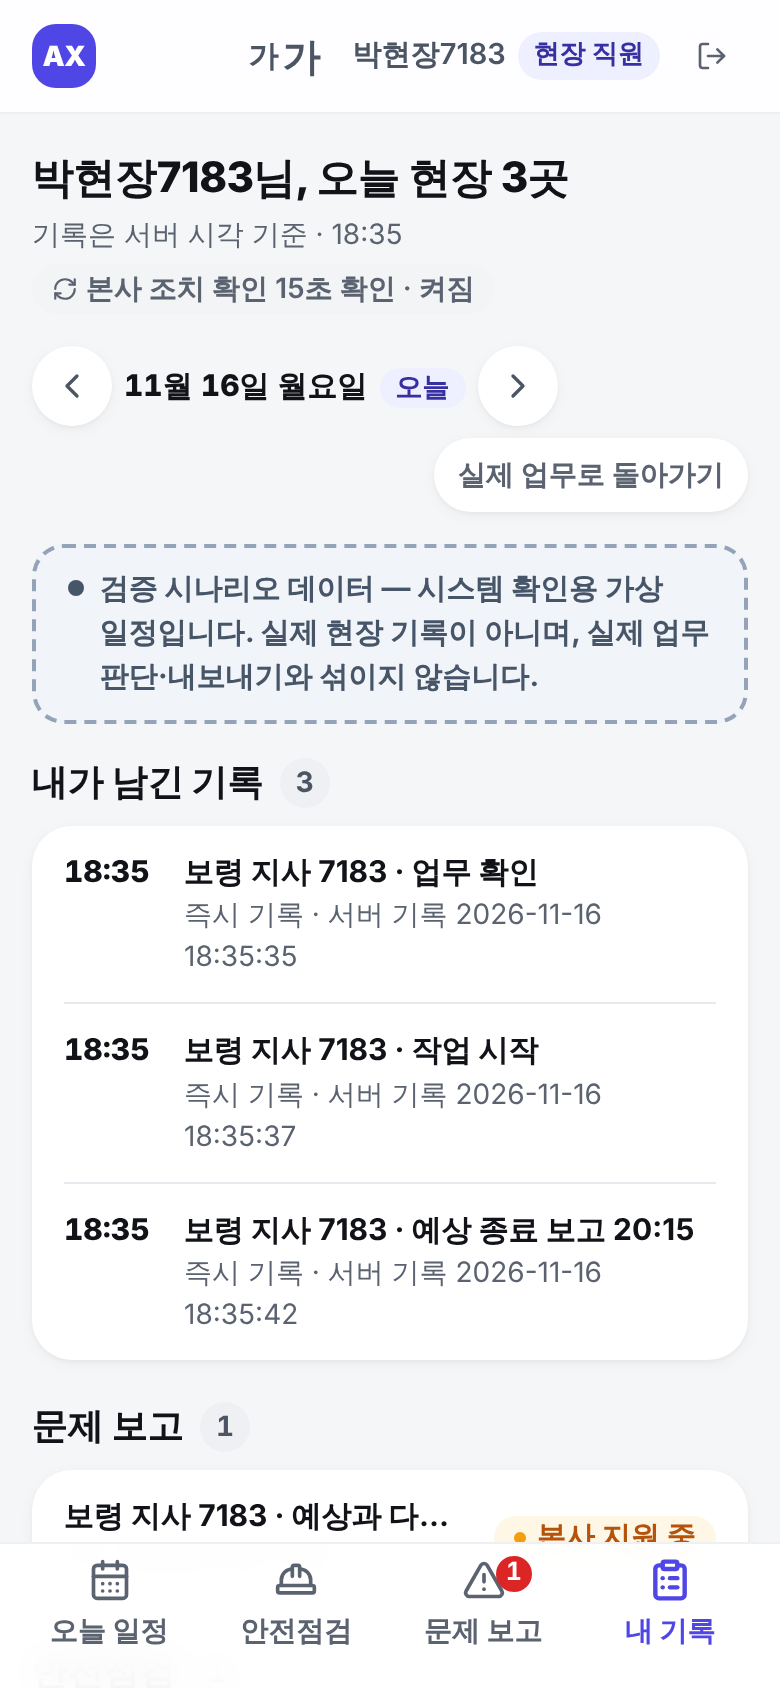 AX
가가 박현장7183 현장 직원
박현장7183님, 오늘 현장 3곳
기록은 서버 시각 기준 · 18:35
본사 조치 확인 15초 확인 · 켜짐
11월 16일 월요일 오늘
실제 업무로 돌아가기
검증 시나리오 데이터 — 시스템 확인용 가상
일정입니다. 실제 현장 기록이 아니며, 실제 업무
판단·내보내기와 섞이지 않습니다.
내가 남긴 기록 3
18:35 보령 지사 7183 · 업무 확인
즉시 기록 · 서버 기록 2026-11-16
18:35:35
18:35 보령 지사 7183 · 작업 시작
즉시 기록 · 서버 기록 2026-11-16
18:35:37
18:35 보령 지사 7183 · 예상 종료 보고 20:15
즉시 기록 · 서버 기록 2026-11-16
18:35:42
문제 보고 1
보령 지사 7183 · 예상과 다...
본사 지원 중
1
오늘 일정 안전점검 문제 보고 내 기록
안전점검